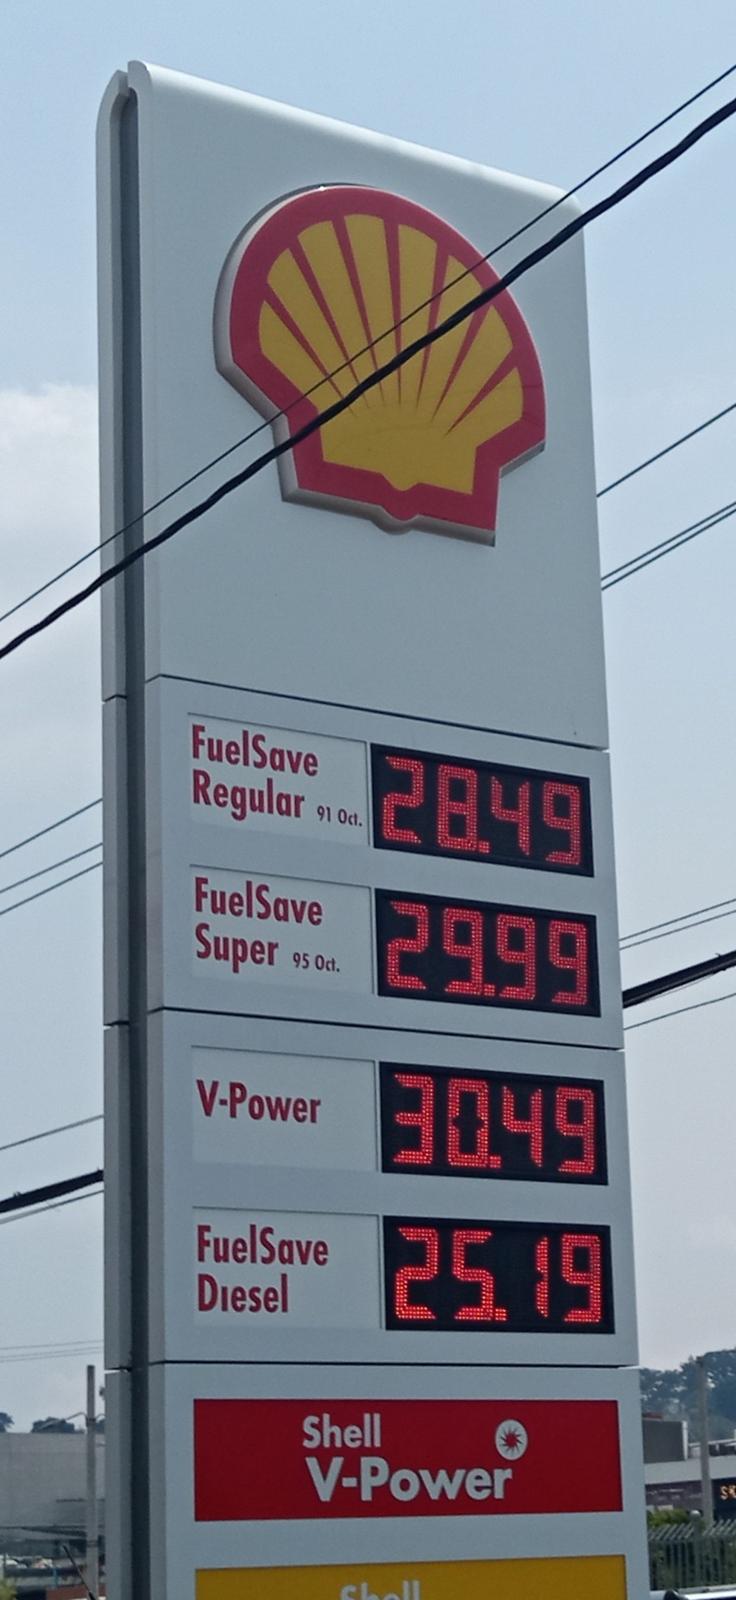 FuelSave
Regular 91 Oct. 28.49
FuelSave
Super 95 Oct. 29.99
V-Power 30.49
FuelSave
Diesel 25.19
Shell
V-Power
Shell